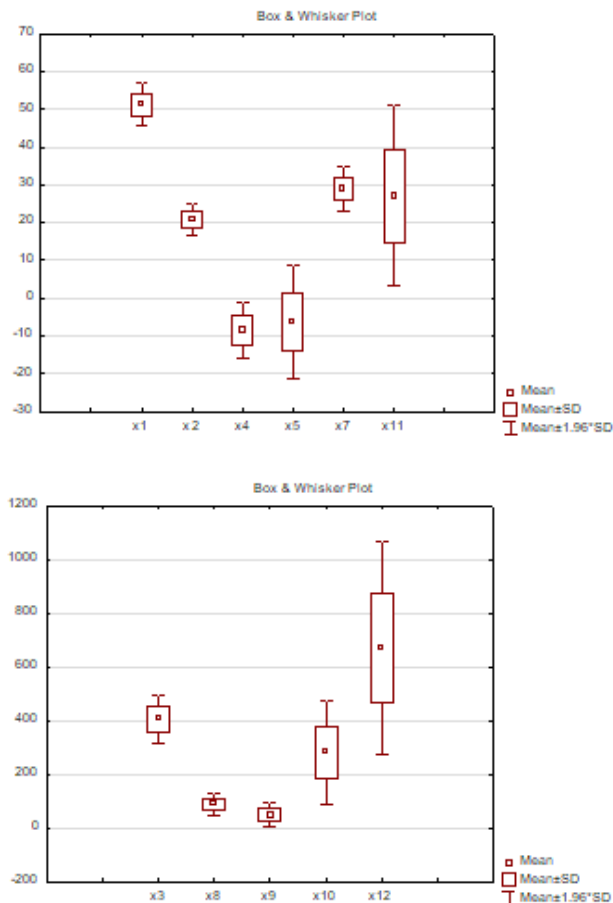 Box & Whisker Plot
70
60
50
40
30
20
10
0
-10
-20
-30
x1 x2 x4 x5 x7 x11
Mean
Mean±SD
Mean±1.96*SD
Box & Whisker Plot
1200
1000
800
600
400
200
0
-200
x3 x8 x9 x10 x12
Mean
Mean±SD
Mean±1.96*SD